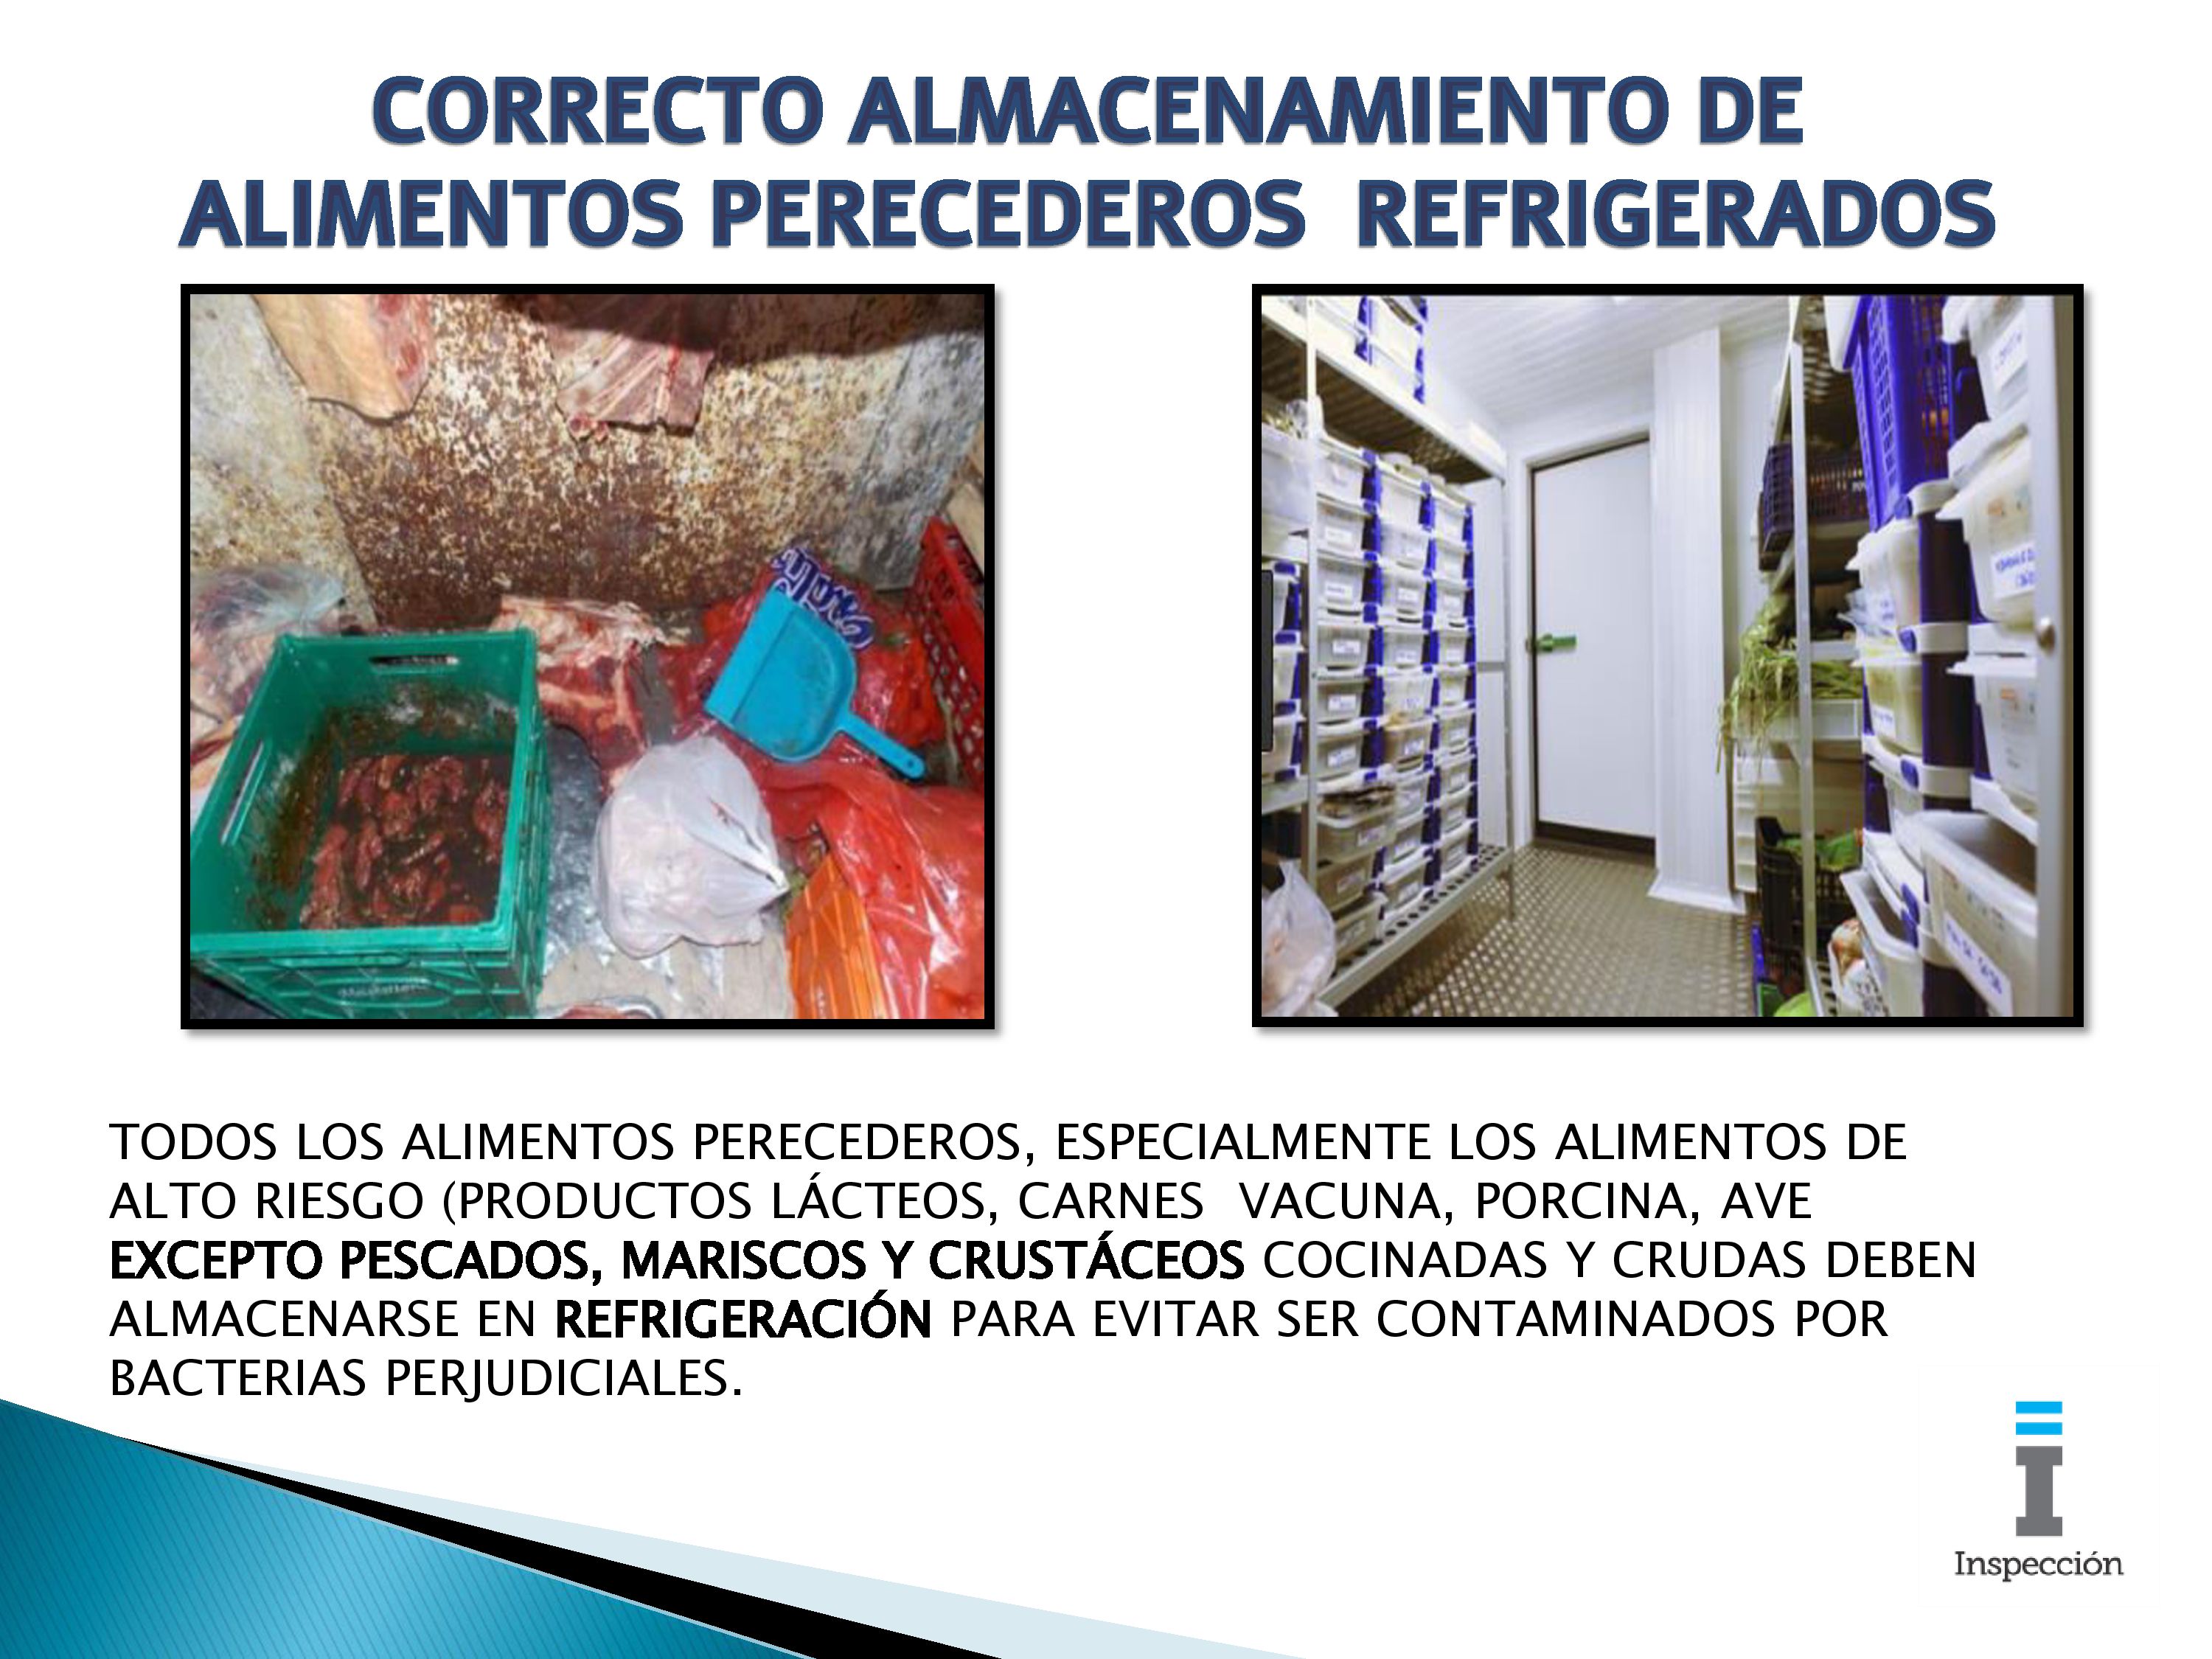 CORRECTO ALMACENAMIENTO DE
ALIMENTOS PERECEDEROS  REFRIGERADOS
TODOS LOS ALIMENTOS PERECEDEROS, ESPECIALMENTE LOS ALIMENTOS DE
ALTO RIESGO (PRODUCTOS LÁCTEOS, CARNES  VACUNA, PORCINA, AVE
EXCEPTO PESCADOS, MARISCOS Y CRUSTÁCEOS COCINADAS Y CRUDAS DEBEN
ALMACENARSE EN REFRIGERACIÓN PARA EVITAR SER CONTAMINADOS POR
BACTERIAS PERJUDICIALES.
Inspección